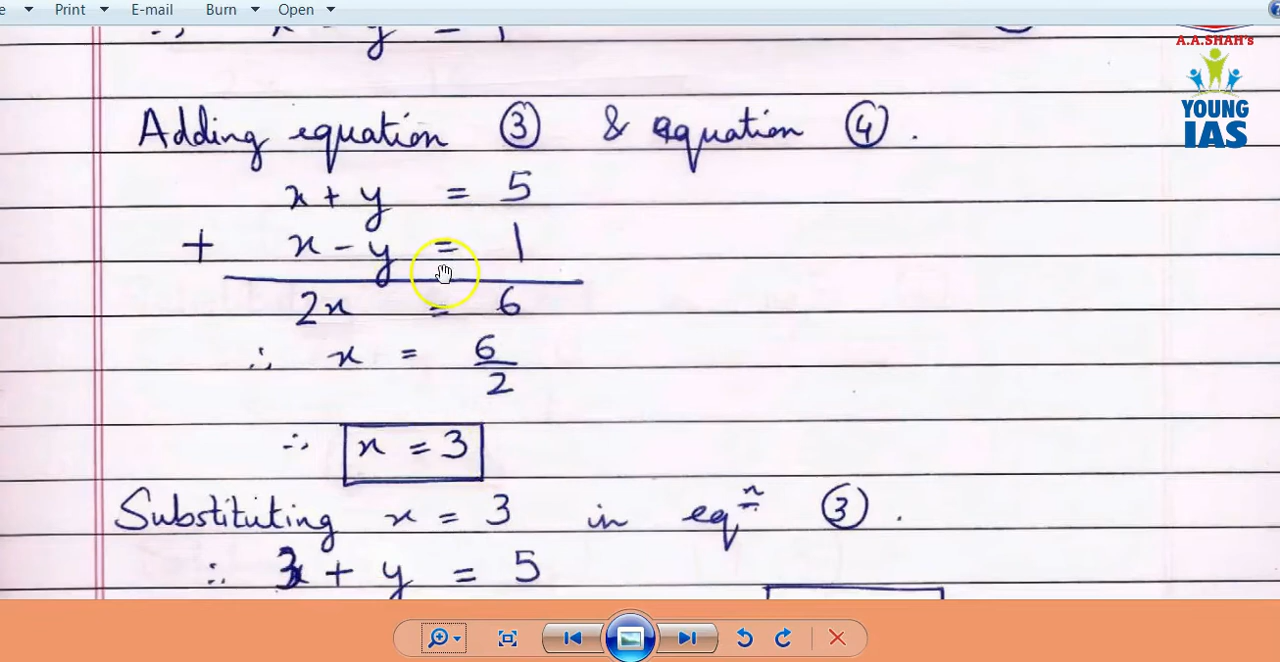 Print E-mail Burn Open
x - y = 1
A.A.SHAH's
YOUNG
IAS
Adding equation ③ & equation ④.
x + y = 5
+ x - y = 1
2x = 6
∴ x = 6/2
∴ x = 3
Substituting x = 3 in eqⁿ ③.
∴ 3 + y = 5